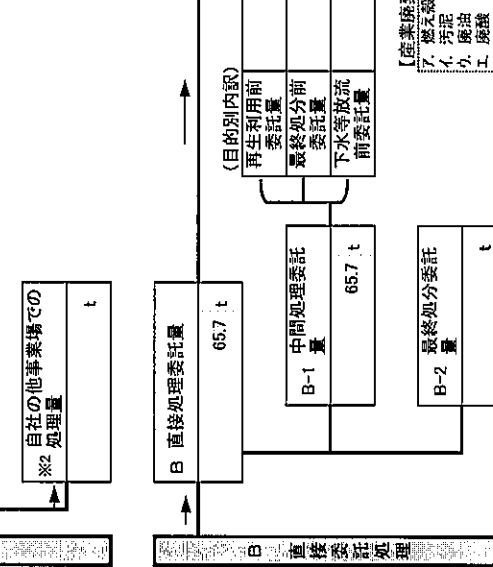 ※2 自社の他事業場での
処理量
t
B 直接処理委託量
65.7 t
B 直接委託処理
(目的別内訳)
再生利用前
委託量
最終処分前
委託量
下水等放流
前委託量
B-1 中間処理委託
量
65.7 t
B-2 最終処分委託
量
t
ア. 燃え殻
イ. 汚泥
ウ. 廃油
エ. 廃酸